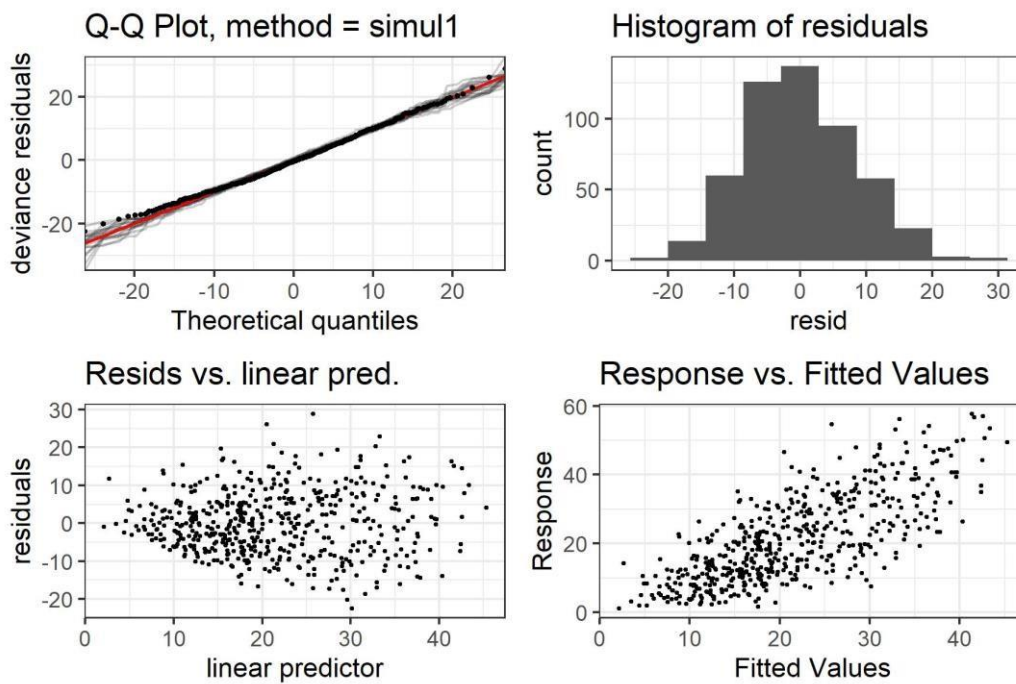 Q-Q Plot, method = simul1
deviance residuals
20
0
-20
-20 -10 0 10 20
Theoretical quantiles
Histogram of residuals
count
100
50
0
-20 -10 0 10 20 30
resid
Resids vs. linear pred.
residuals
30
20
10
0
-10
-20
0 10 20 30 40
linear predictor
Response vs. Fitted Values
Response
60
40
20
0
0 10 20 30 40
Fitted Values